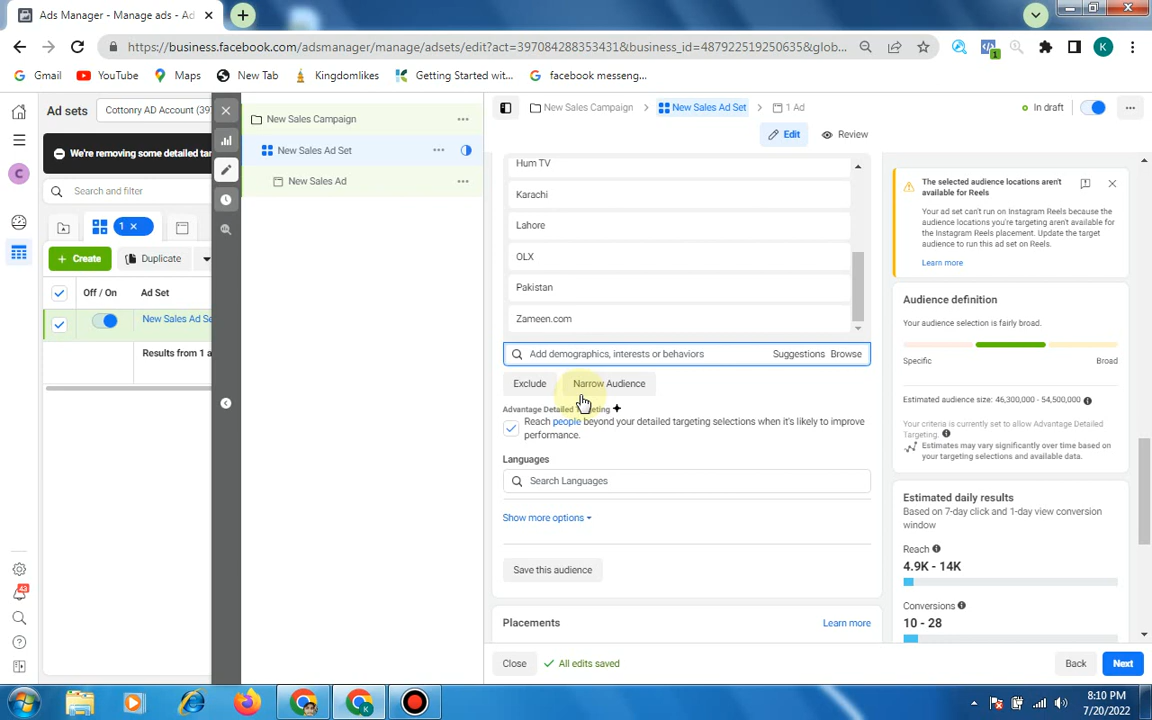 Ads Manager - Manage ads - Ad
https://business.facebook.com/adsmanager/manage/adsets/edit?act=397084288353431&business_id=487922519250635&glob...
K
Gmail
YouTube
Maps
New Tab
Kingdomlikes
Getting Started wit...
facebook messeng...
Ad sets
Cottonry AD Account (397
We're removing some detailed tar
Search and filter
1
Create
Duplicate
Off / On
Ad Set
New Sales Ad Se
Results from 1 a
C
43
New Sales Campaign
New Sales Ad Set
New Sales Ad
New Sales Campaign
New Sales Ad Set
1 Ad
In draft
Edit
Review
Hum TV
Karachi
Lahore
OLX
Pakistan
Zameen.com
Add demographics, interests or behaviors
Suggestions
Browse
Exclude
Narrow Audience
Advantage Detailed Targeting
Reach people beyond your detailed targeting selections when it's likely to improve
performance.
Languages
Search Languages
Show more options
Save this audience
Placements
Learn more
Close
All edits saved
Back
Next
The selected audience locations aren't
available for Reels
Your ad set can't run on Instagram Reels because the
audience locations you're targeting aren't available for
the Instagram Reels placement. Update the target
audience to run this ad set on Reels.
Learn more
Audience definition
Your audience selection is fairly broad.
Specific
Broad
Estimated audience size: 46,300,000 - 54,500,000
Your criteria is currently set to allow Advantage Detailed
Targeting.
Estimates may vary significantly over time based on
your targeting selections and available data.
Estimated daily results
Based on 7-day click and 1-day view conversion
window
Reach
4.9K - 14K
Conversions
10 - 28
K
8:10 PM
7/20/2022